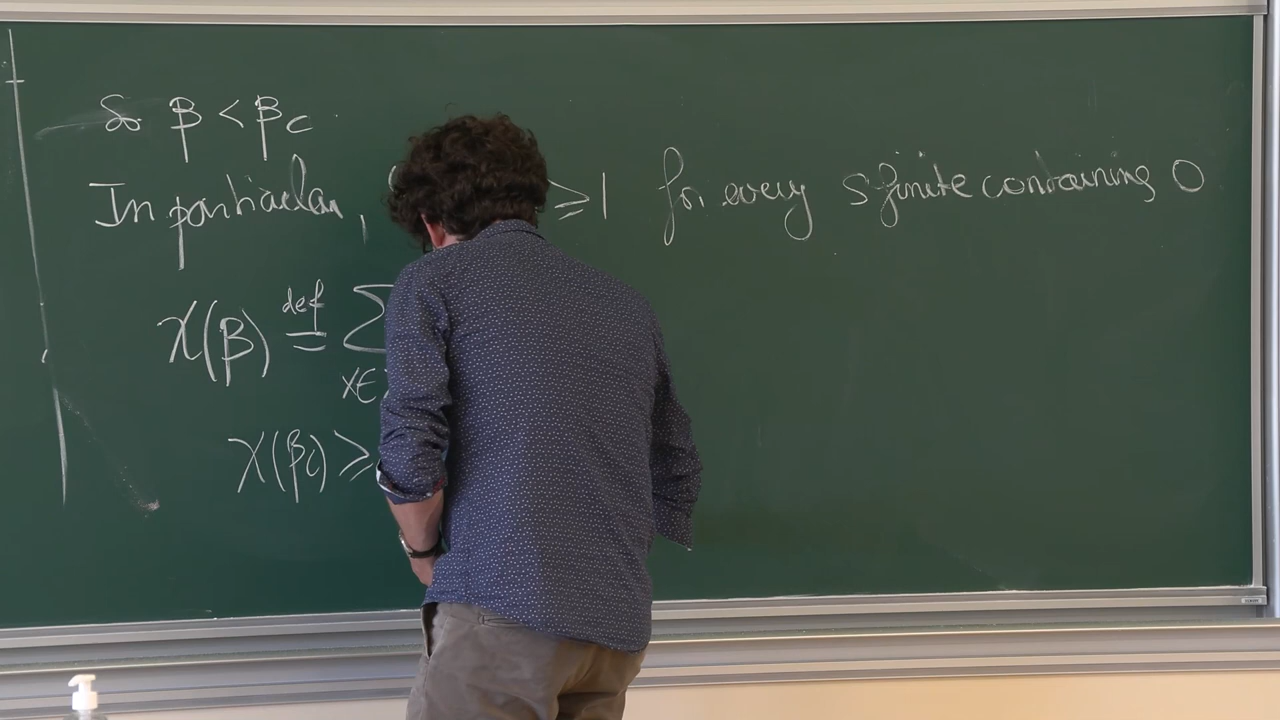 So β < βc.
In particular, ≥ 1 for every S finite containing 0
χ(β) def = Σ x∈
χ(βc) ≥